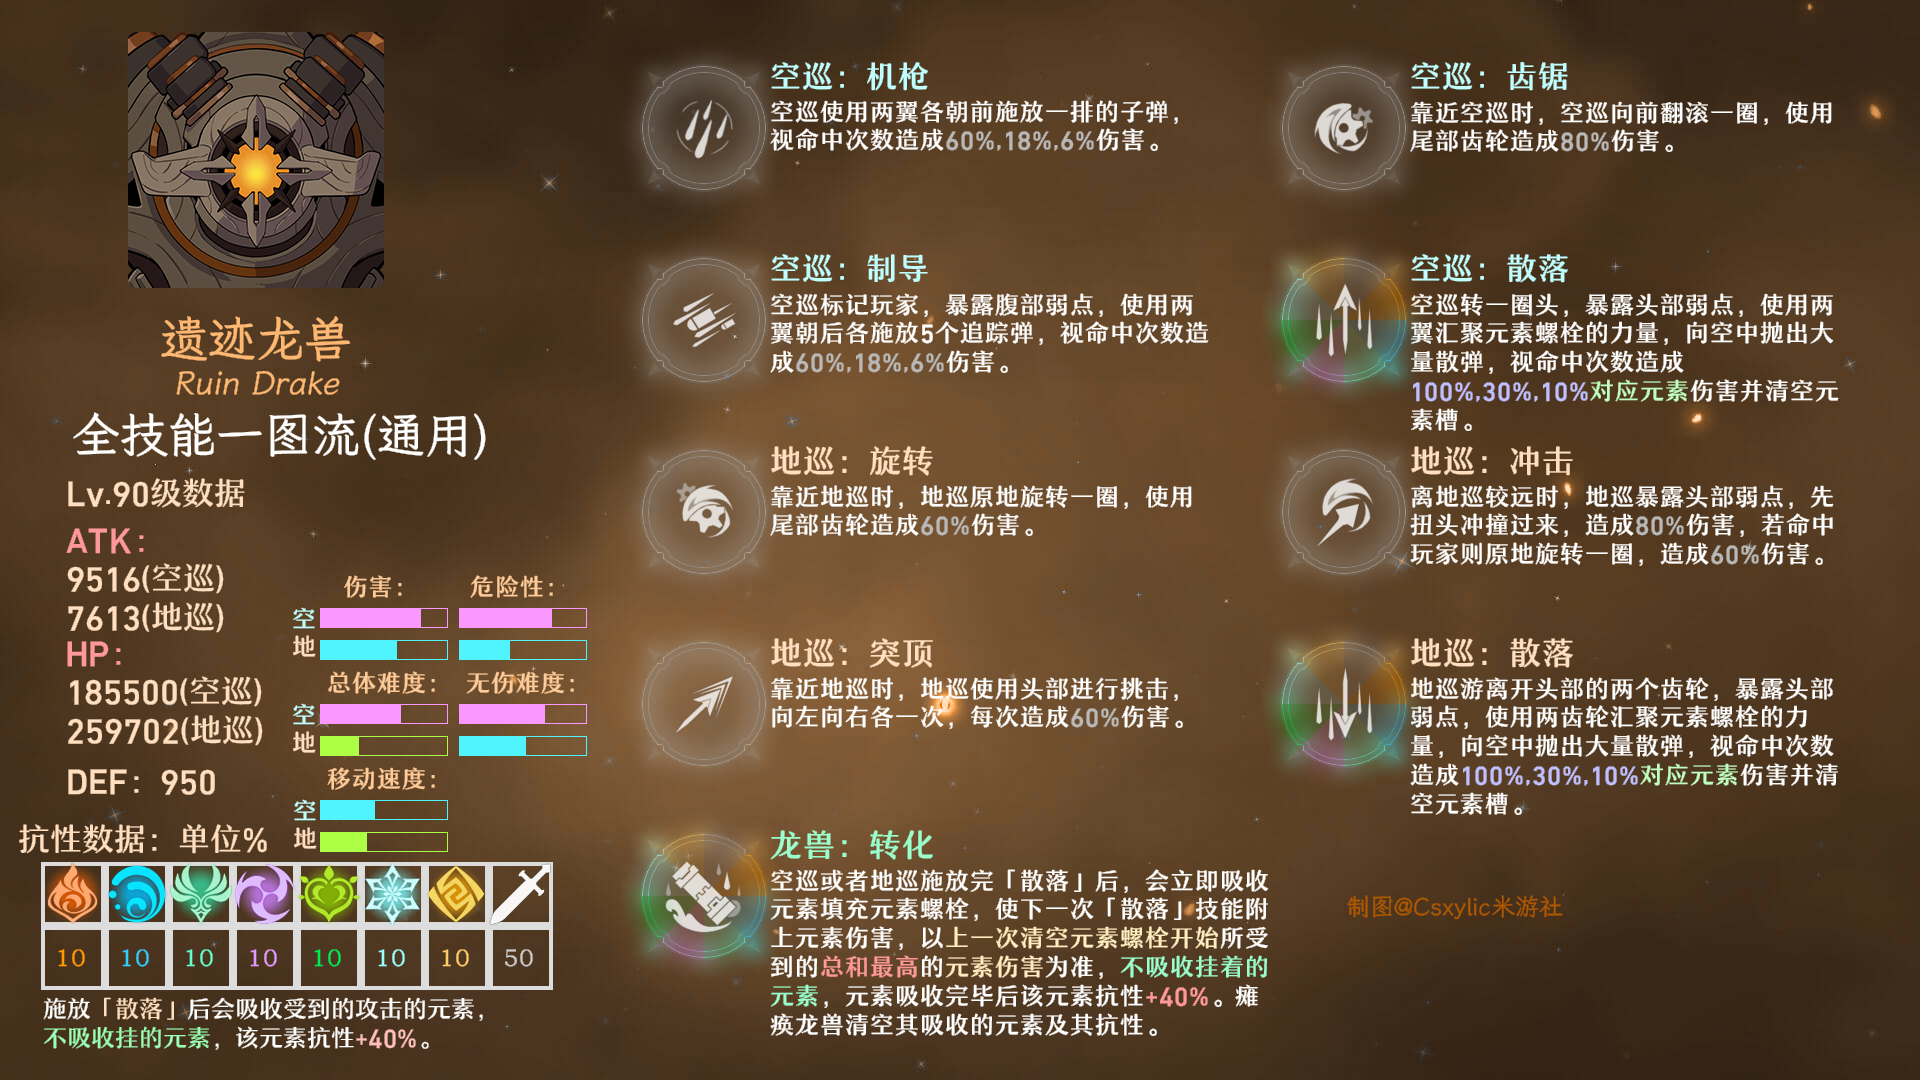 遗迹龙兽
Ruin Drake
全技能一图流(通用)
Lv.90级数据
ATK:
9516(空巡)
7613(地巡)
HP:
185500(空巡)
259702(地巡)
DEF: 950
伤害:
危险性:
空
地
总体难度:
无伤难度:
空
地
移动速度:
空
地
抗性数据: 单位%
10 10 10 10 10 10 10 50
施放「散落」后会吸收受到的攻击的元素，
不吸收挂的元素，该元素抗性+40%。
空巡: 机枪
空巡使用两翼各朝前施放一排的子弹，
视命中次数造成60%,18%,6%伤害。
空巡: 齿锯
靠近空巡时，空巡向前翻滚一圈，使用
尾部齿轮造成80%伤害。
空巡: 制导
空巡标记玩家，暴露腹部弱点，使用两
翼朝后各施放5个追踪弹，视命中次数造
成60%,18%,6%伤害。
空巡: 散落
空巡转一圈头，暴露头部弱点，使用两
翼汇聚元素螺栓的力量，向空中抛出大
量散弹，视命中次数造成
100%,30%,10%对应元素伤害并清空元
素槽。
地巡: 旋转
靠近地巡时，地巡原地旋转一圈，使用
尾部齿轮造成60%伤害。
地巡: 冲击
离地巡较远时，地巡暴露头部弱点，先
扭头冲撞过来，造成80%伤害，若命中
玩家则原地旋转一圈，造成60%伤害。
地巡: 突顶
靠近地巡时，地巡使用头部进行挑击，
向左向右各一次，每次造成60%伤害。
地巡: 散落
地巡游离开头部的两个齿轮，暴露头部
弱点，使用两齿轮汇聚元素螺栓的力
量，向空中抛出大量散弹，视命中次数
造成100%,30%,10%对应元素伤害并清
空元素槽。
龙兽: 转化
空巡或者地巡施放完「散落」后，会立即吸收
元素填充元素螺栓，使下一次「散落」技能附
上元素伤害，以上一次清空元素螺栓开始所受
到的总和最高的元素伤害为准，不吸收挂着的
元素，元素吸收完毕后该元素抗性+40%。瘫
痪龙兽清空其吸收的元素及其抗性。
制图@Csxylic米游社